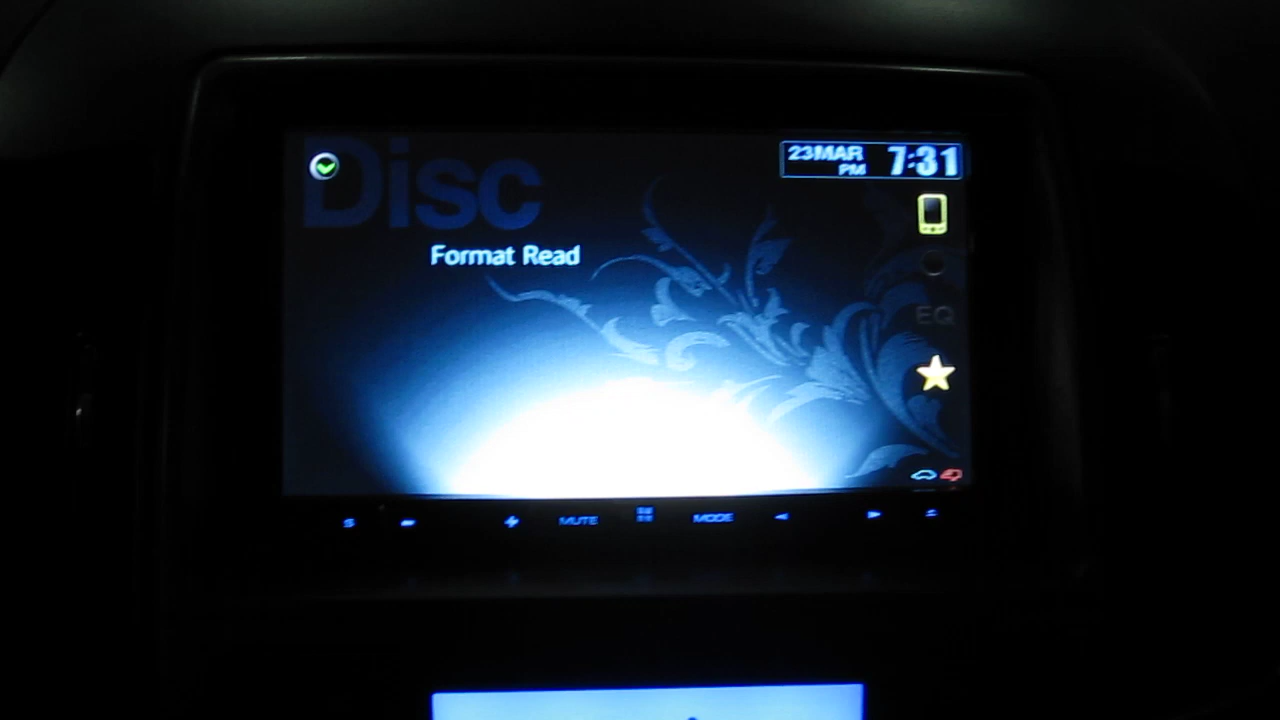 Disc
23MAR
PM
7:31
Format Read
EQ
S
MUTE
MODE